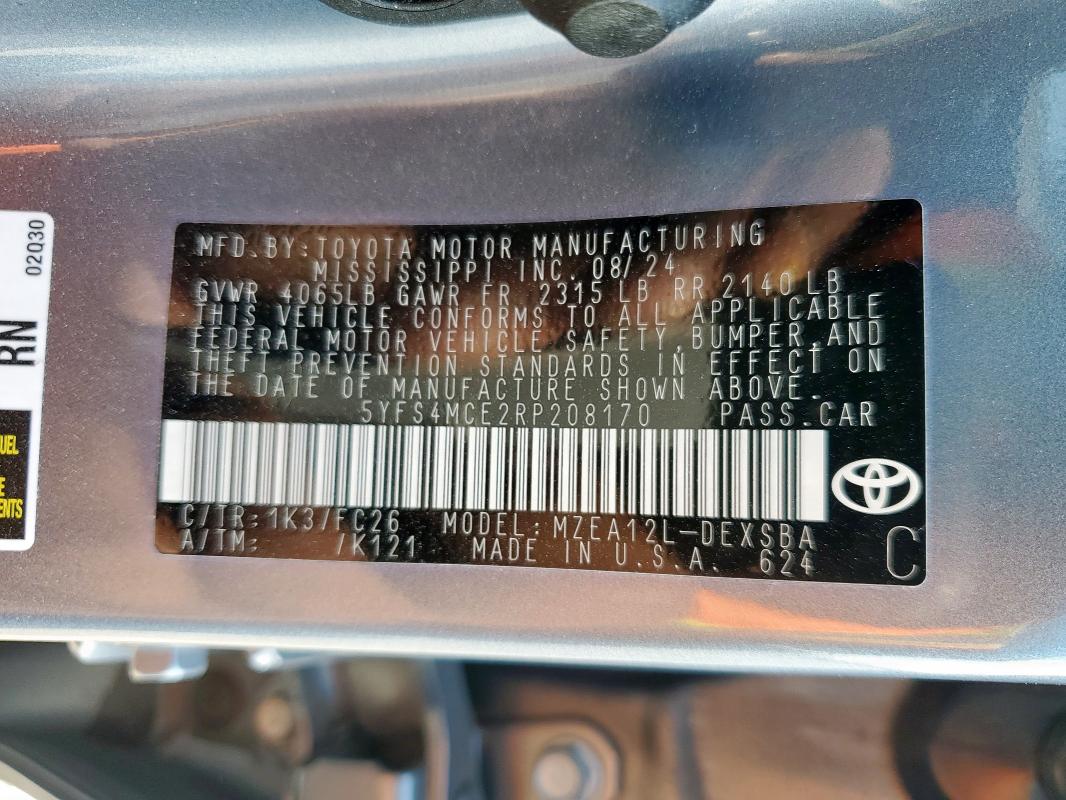 MFD.BY:TOYOTA MOTOR MANUFACTURING
MISSISSIPPI INC. 08/24
GVWR 4065LB GAWR FR 2315 LB RR 2140 LB
THIS VEHICLE CONFORMS TO ALL APPLICABLE
FEDERAL MOTOR VEHICLE SAFETY,BUMPER,AND
THEFT PREVENTION STANDARDS IN EFFECT ON
THE DATE OF MANUFACTURE SHOWN ABOVE.
5YFS4MCE2RP208170 PASS.CAR
C/TR:1K3/FC26 MODEL:MZEA12L-DEXSBA
A/TM: /K121 MADE IN U.S.A. 624
C
02Q30
RN